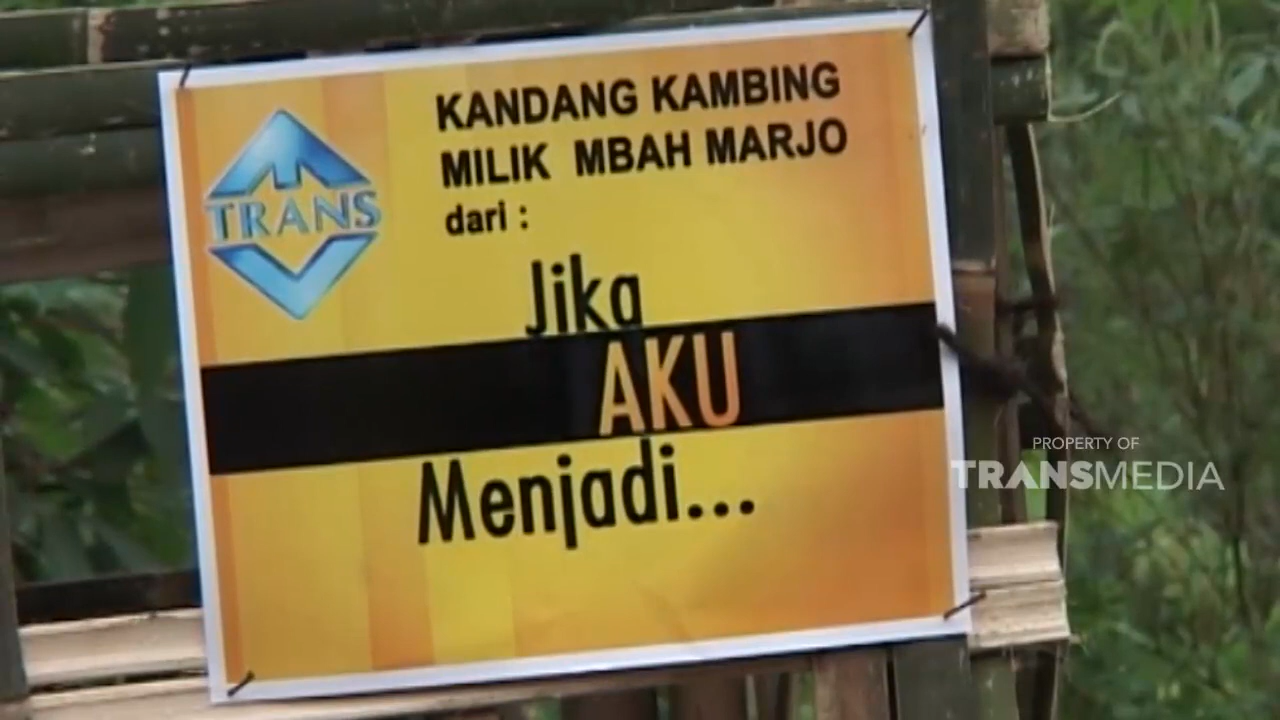 KANDANG KAMBING
MILIK MBAH MARJO
dari :
TRANS
Jika
AKU
Menjadi...
PROPERTY OF
TRANSMEDIA